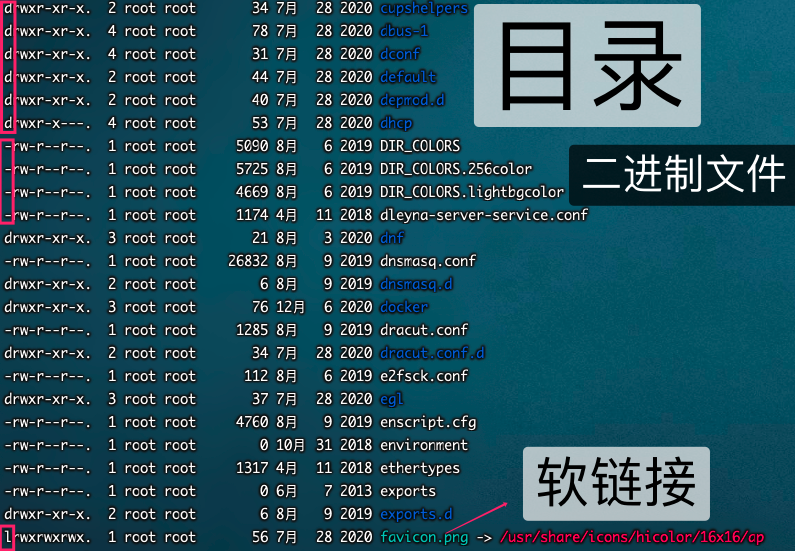 drwxr-xr-x. 2 root root 34 7月 28 2020 cupshelpers
drwxr-xr-x. 4 root root 78 7月 28 2020 dbus-1
drwxr-xr-x. 4 root root 31 7月 28 2020 dconf
drwxr-xr-x. 2 root root 44 7月 28 2020 default
drwxr-xr-x. 2 root root 40 7月 28 2020 depmod.d
drwxr-x---. 4 root root 53 7月 28 2020 dhcp
目录
-rw-r--r--. 1 root root 5090 8月 6 2019 DIR_COLORS
-rw-r--r--. 1 root root 5725 8月 6 2019 DIR_COLORS.256color
-rw-r--r--. 1 root root 4669 8月 6 2019 DIR_COLORS.lightbgcolor
二进制文件
-rw-r--r--. 1 root root 1174 4月 11 2018 dleyna-server-service.conf
drwxr-xr-x. 3 root root 21 8月 3 2020 dnf
-rw-r--r--. 1 root root 26832 8月 9 2019 dnsmasq.conf
drwxr-xr-x. 2 root root 6 8月 9 2019 dnsmasq.d
drwxr-xr-x. 3 root root 76 12月 6 2020 docker
-rw-r--r--. 1 root root 1285 8月 9 2019 dracut.conf
drwxr-xr-x. 2 root root 34 7月 28 2020 dracut.conf.d
-rw-r--r--. 1 root root 112 8月 6 2019 e2fsck.conf
drwxr-xr-x. 3 root root 37 7月 28 2020 egl
-rw-r--r--. 1 root root 4760 8月 9 2019 enscript.cfg
-rw-r--r--. 1 root root 0 10月 31 2018 environment
-rw-r--r--. 1 root root 1317 4月 11 2018 ethertypes
-rw-r--r--. 1 root root 0 6月 7 2013 exports
软链接
drwxr-xr-x. 2 root root 6 8月 9 2019 exports.d
lrwxrwxrwx. 1 root root 56 7月 28 2020 favicon.png -> /usr/share/icons/hicolor/16x16/ap